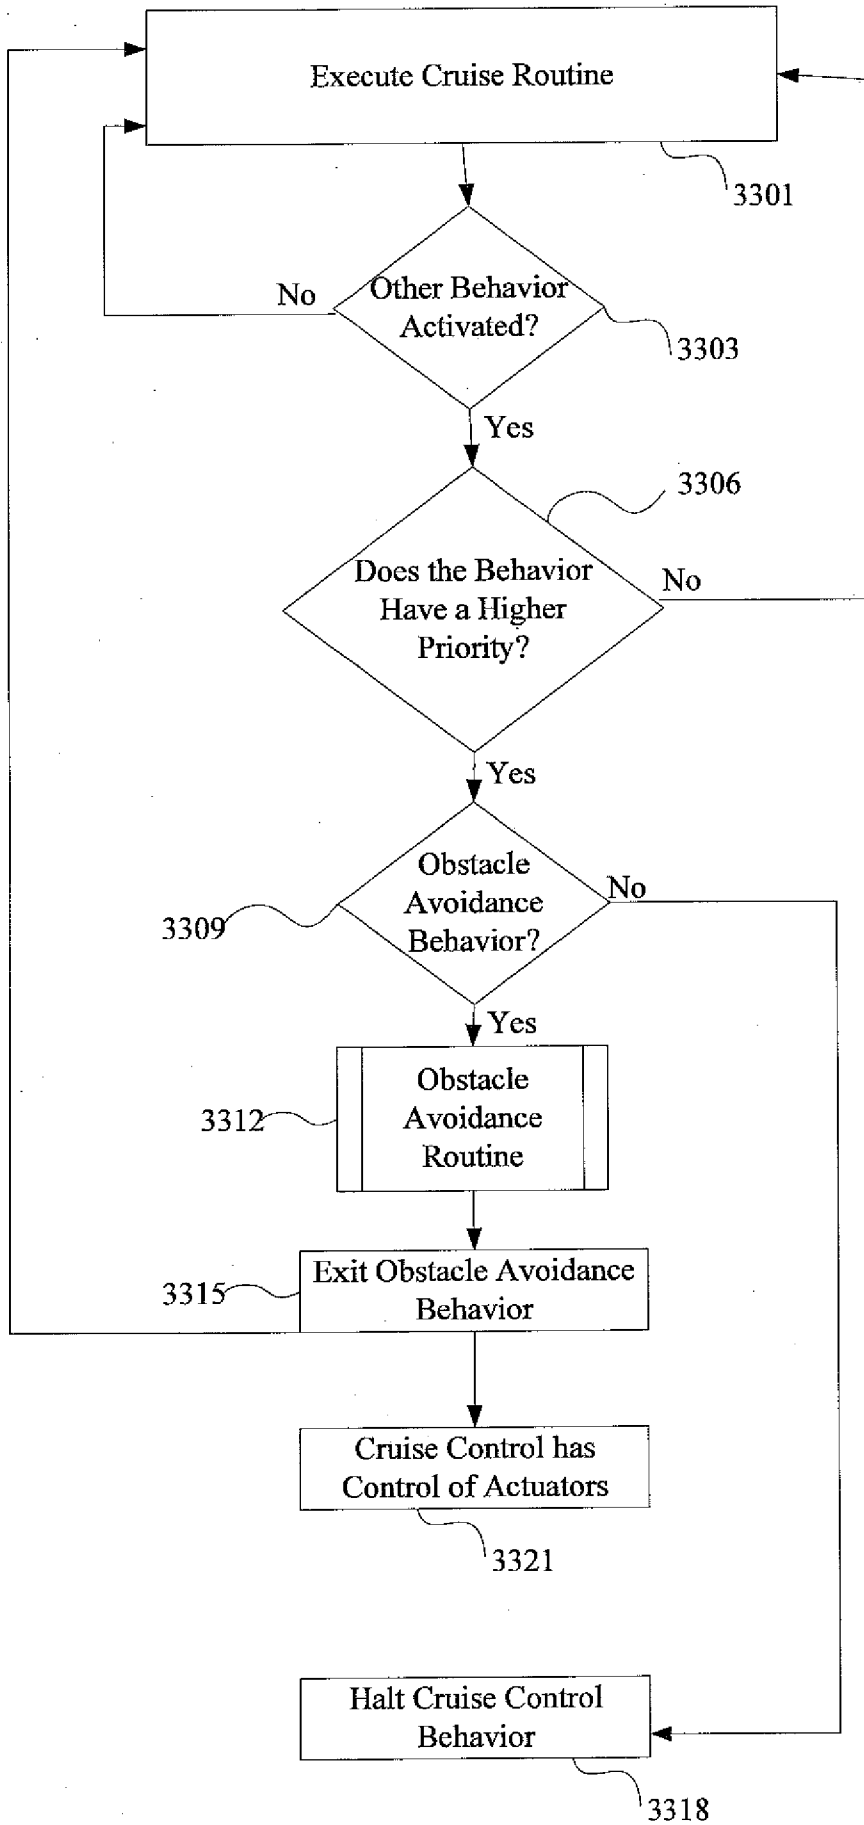 Execute Cruise Routine
3301
Other Behavior
Activated?
No
3303
Yes
3306
Does the Behavior
Have a Higher
Priority?
No
Yes
Obstacle
Avoidance
Behavior?
No
3309
Yes
Obstacle
Avoidance
Routine
3312
Exit Obstacle Avoidance
Behavior
3315
Cruise Control has
Control of Actuators
3321
Halt Cruise Control
Behavior
3318